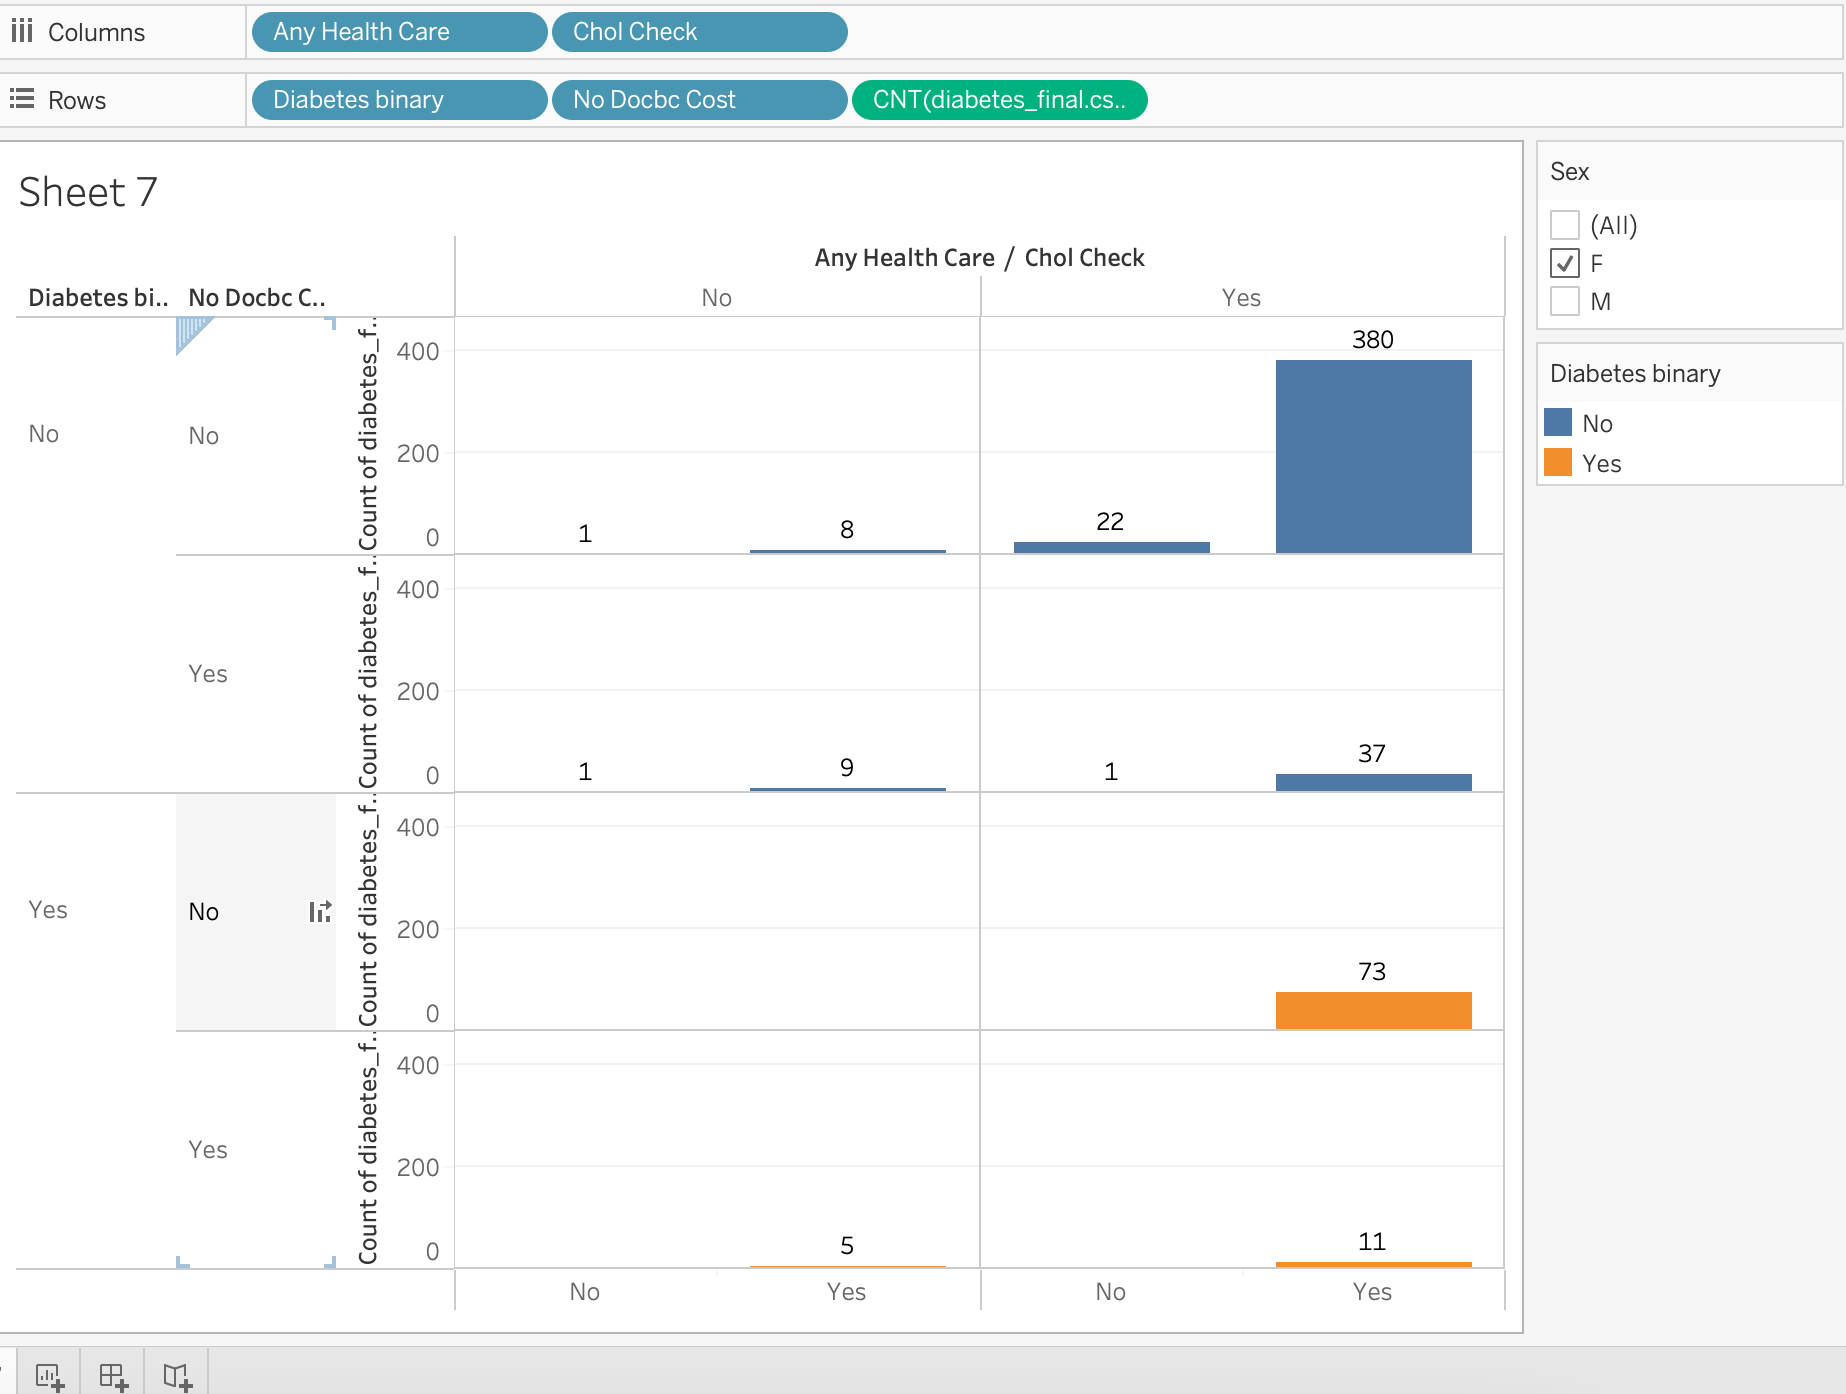 Columns Any Health Care Chol Check
Rows Diabetes binary No Docbc Cost CNT(diabetes_final.cs..
Sheet 7
Any Health Care / Chol Check
Diabetes bi.. No Docbc C.. No Yes
No No Count of diabetes_f.. 400 200 0 1 8 22 380
Yes Count of diabetes_f.. 400 200 0 1 9 1 37
Yes No Count of diabetes_f.. 400 200 0 73
Yes Count of diabetes_f.. 400 200 0 5 11
No Yes No Yes
Sex
(All)
F
M
Diabetes binary
No
Yes